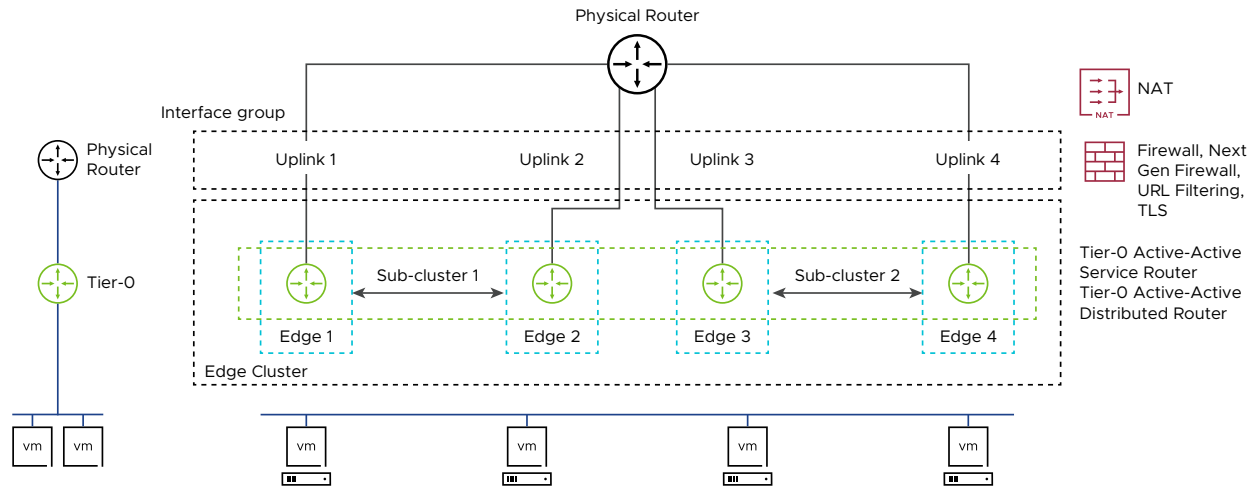 Physical Router
Interface group
NAT
NAT
Physical
Router
Uplink 1
Uplink 2
Uplink 3
Uplink 4
Firewall, Next
Gen Firewall,
URL Filtering,
TLS
Tier-0
Sub-cluster 1
Sub-cluster 2
Tier-0 Active-Active
Service Router
Tier-0 Active-Active
Distributed Router
Edge 1
Edge 2
Edge 3
Edge 4
Edge Cluster
vm
vm
vm
vm
vm
vm